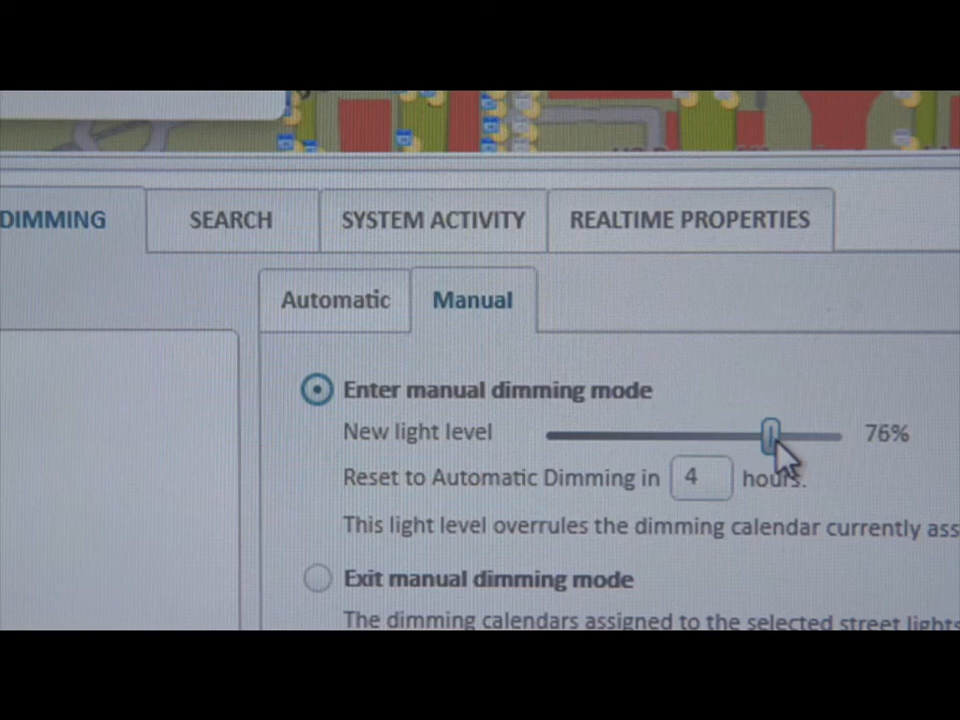 DIMMING SEARCH SYSTEM ACTIVITY REALTIME PROPERTIES
Automatic Manual
Enter manual dimming mode
New light level 76%
Reset to Automatic Dimming in 4 hours.
This light level overrules the dimming calendar currently ass
Exit manual dimming mode
The dimming calendars assigned to the selected street lights